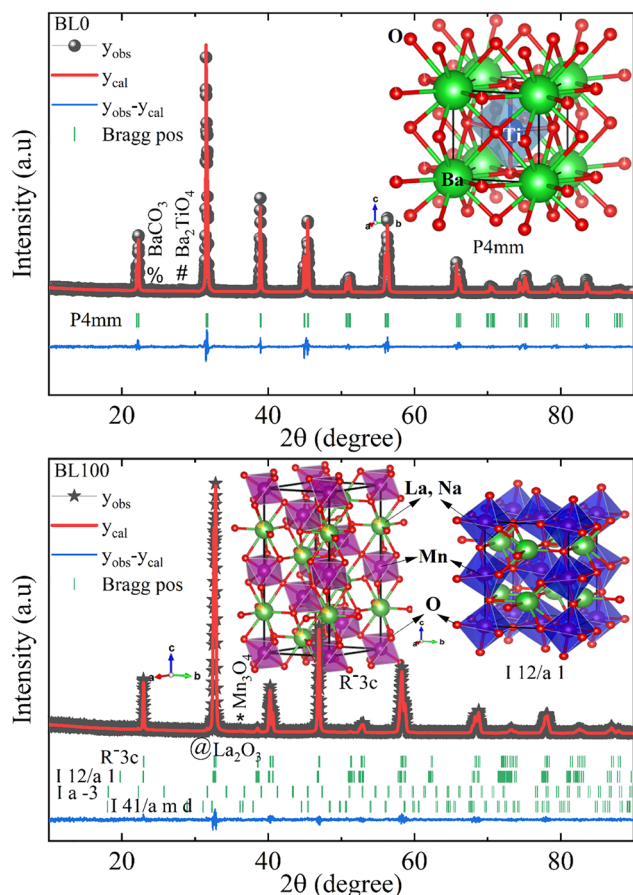 BL0
y_obs
y_cal
y_obs-y_cal
Bragg pos
O
Ti
Ba
c
a
b
P4mm
BaCO₃
%
Ba₂TiO₄
#
P4mm
Intensity (a.u)
20 40 60 80
2θ (degree)
BL100
y_obs
y_cal
y_obs-y_cal
Bragg pos
La, Na
Mn
O
c
a
b
R⁻3c
I 12/a 1
c
a
b
* Mn₃O₄
@La₂O₃
R⁻3c
I 12/a 1
I a -3
I 41/a m d
Intensity (a.u)
20 40 60 80
2θ (degree)